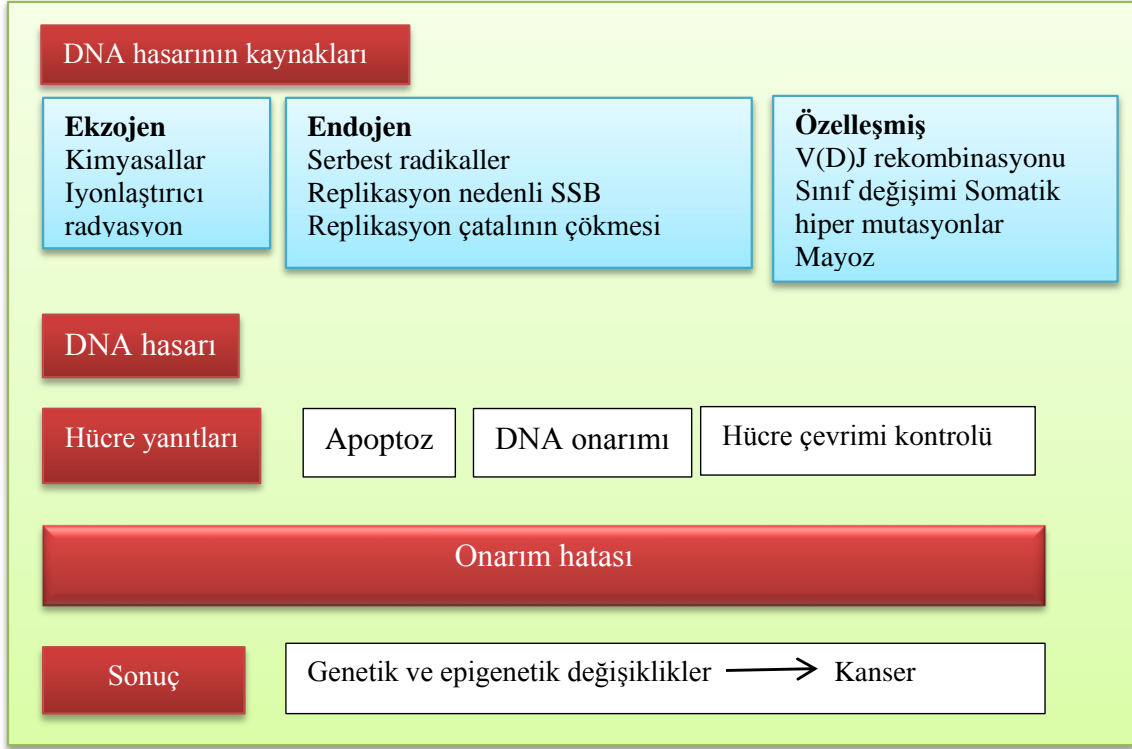 DNA hasarının kaynakları
Ekzojen
Kimyasallar
Iyonlaştırıcı
radyasyon
Endojen
Serbest radikaller
Replikasyon nedenli SSB
Replikasyon çatalının çökmesi
Özelleşmiş
V(D)J rekombinasyonu
Sınıf değişimi Somatik
hiper mutasyonlar
Mayoz
DNA hasarı
Hücre yanıtları
Apoptoz
DNA onarımı
Hücre çevrimi kontrolü
Onarım hatası
Sonuç
Genetik ve epigenetik değişiklikler → Kanser